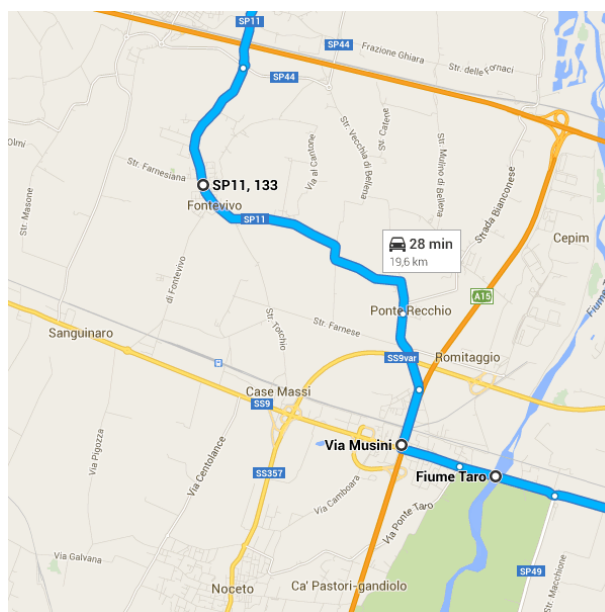 SP11
SP44
Frazione Ghiara
SP44
Str. delle Fornaci
Str. Vecchia di Bellena
Str. Catena
Str. Mulino di Bellena
Via al Cantone
Strada Bianconese
Str. Farnesiana
SP11, 133
Fontevivo
SP11
Str. Masone
Cepim
28 min
19,6 km
di Fontevivo
A15
Ponte Recchio
Sanguinaro
Str. Farnese
Str. Torchio
SS9var
Romitaggio
Case Massi
SS9
Via Musini
Fiume Taro
Via Pigozza
Via Centolance
SS357
Via Camboara
Via Ponte Taro
Via Galvana
Noceto
Ca' Pastori-gandiolo
SP49
Str. Macchione